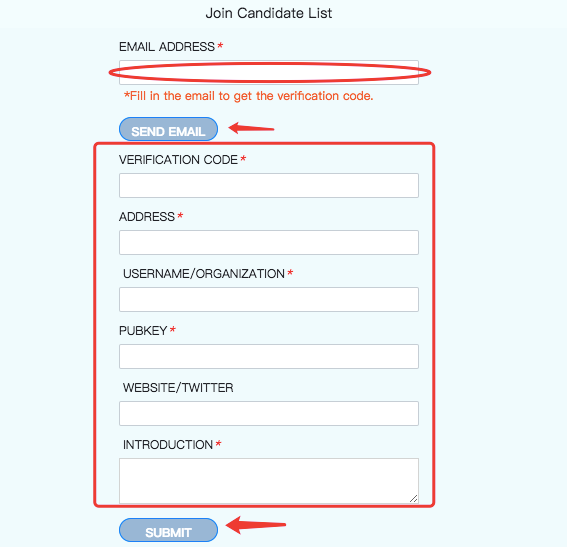 Join Candidate List
EMAIL ADDRESS*
*Fill in the email to get the verification code.
SEND EMAIL
VERIFICATION CODE*
ADDRESS*
USERNAME/ORGANIZATION*
PUBKEY*
WEBSITE/TWITTER
INTRODUCTION*
SUBMIT